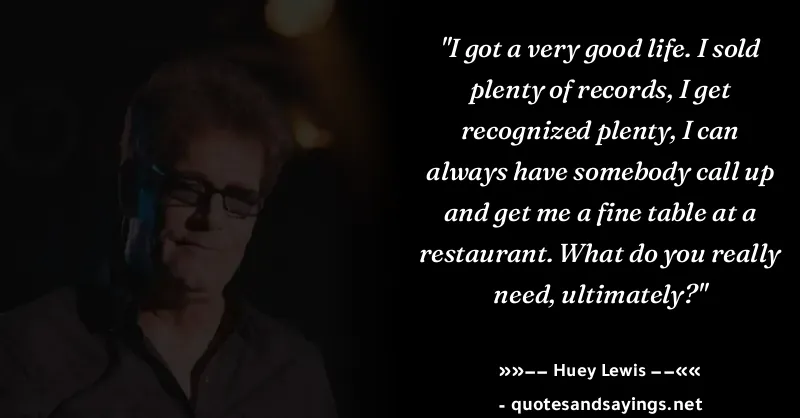 "I got a very good life. I sold
plenty of records, I get
recognized plenty, I can
always have somebody call up
and get me a fine table at a
restaurant. What do you really
need, ultimately?"
»»−− Huey Lewis −−««
- quotesandsayings.net